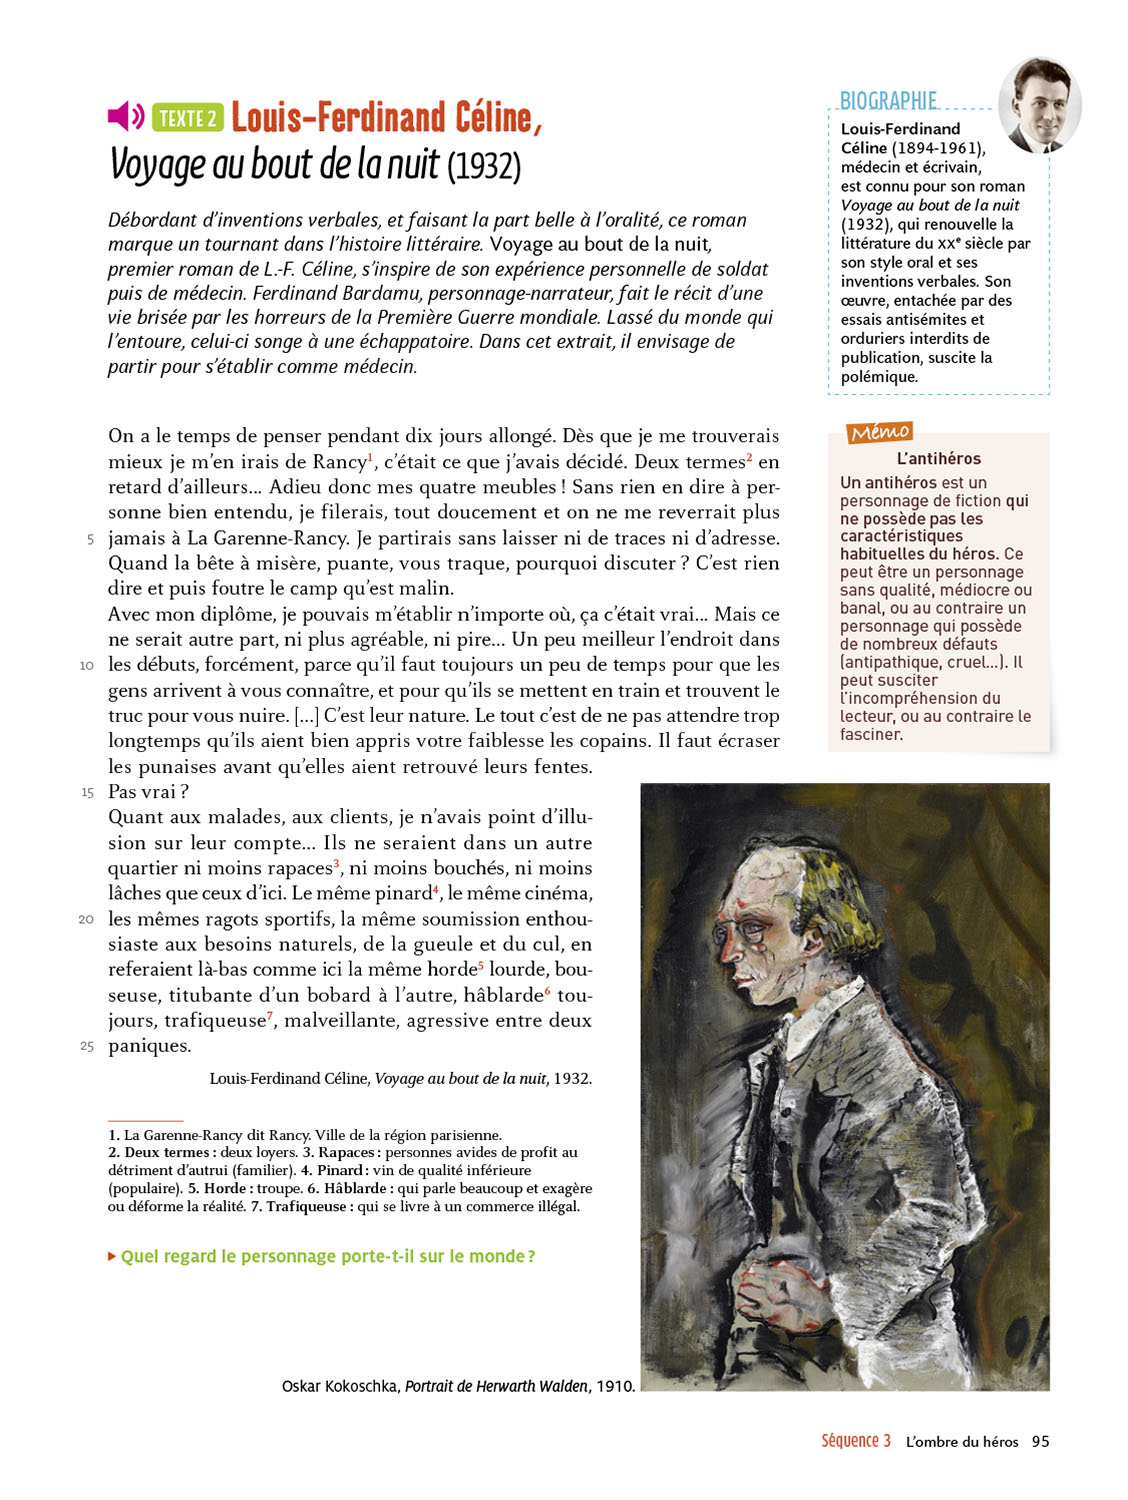 TEXTE 2 Louis-Ferdinand Céline,
Voyage au bout de la nuit (1932)
Débordant d’inventions verbales, et faisant la part belle à l’oralité, ce roman
marque un tournant dans l’histoire littéraire. Voyage au bout de la nuit,
premier roman de L.-F. Céline, s’inspire de son expérience personnelle de soldat
puis de médecin. Ferdinand Bardamu, personnage-narrateur, fait le récit d’une
vie brisée par les horreurs de la Première Guerre mondiale. Lassé du monde qui
l’entoure, celui-ci songe à une échappatoire. Dans cet extrait, il envisage de
partir pour s’établir comme médecin.
On a le temps de penser pendant dix jours allongé. Dès que je me trouverais
mieux je m’en irais de Rancy1, c’était ce que j’avais décidé. Deux termes2 en
retard d’ailleurs... Adieu donc mes quatre meubles ! Sans rien en dire à per-
sonne bien entendu, je filerais, tout doucement et on ne me reverrait plus
5 jamais à La Garenne-Rancy. Je partirais sans laisser ni de traces ni d’adresse.
Quand la bête à misère, puante, vous traque, pourquoi discuter ? C’est rien
dire et puis foutre le camp qu’est malin.
Avec mon diplôme, je pouvais m’établir n’importe où, ça c’était vrai... Mais ce
ne serait autre part, ni plus agréable, ni pire... Un peu meilleur l’endroit dans
10 les débuts, forcément, parce qu’il faut toujours un peu de temps pour que les
gens arrivent à vous connaître, et pour qu’ils se mettent en train et trouvent le
truc pour vous nuire. [...] C’est leur nature. Le tout c’est de ne pas attendre trop
longtemps qu’ils aient bien appris votre faiblesse les copains. Il faut écraser
les punaises avant qu’elles aient retrouvé leurs fentes.
15 Pas vrai ?
Quant aux malades, aux clients, je n’avais point d’illu-
sion sur leur compte... Ils ne seraient dans un autre
quartier ni moins rapaces3, ni moins bouchés, ni moins
lâches que ceux d’ici. Le même pinard4, le même cinéma,
20 les mêmes ragots sportifs, la même soumission enthou-
siaste aux besoins naturels, de la gueule et du cul, en
referaient là-bas comme ici la même horde5 lourde, bou-
seuse, titubante d’un bobard à l’autre, hâblarde6 tou-
jours, trafiqueuse7, malveillante, agressive entre deux
25 paniques.
Louis-Ferdinand Céline, Voyage au bout de la nuit, 1932.
1. La Garenne-Rancy dit Rancy. Ville de la région parisienne.
2. Deux termes : deux loyers. 3. Rapaces : personnes avides de profit au
détriment d’autrui (familier). 4. Pinard : vin de qualité inférieure
(populaire). 5. Horde : troupe. 6. Hâblarde : qui parle beaucoup et exagère
ou déforme la réalité. 7. Trafiqueuse : qui se livre à un commerce illégal.
Quel regard le personnage porte-t-il sur le monde ?
BIOGRAPHIE
Louis-Ferdinand
Céline (1894-1961),
médecin et écrivain,
est connu pour son roman
Voyage au bout de la nuit
(1932), qui renouvelle la
littérature du XXe siècle par
son style oral et ses
inventions verbales. Son
œuvre, entachée par des
essais antisémites et
orduriers interdits de
publication, suscite la
polémique.
Mémo
L’antihéros
Un antihéros est un
personnage de fiction qui
ne possède pas les
caractéristiques
habituelles du héros. Ce
peut être un personnage
sans qualité, médiocre ou
banal, ou au contraire un
personnage qui possède
de nombreux défauts
(antipathique, cruel...). Il
peut susciter
l’incompréhension du
lecteur, ou au contraire le
fasciner.
Oskar Kokoschka, Portrait de Herwarth Walden, 1910.
OK
Séquence 3 L’ombre du héros 95